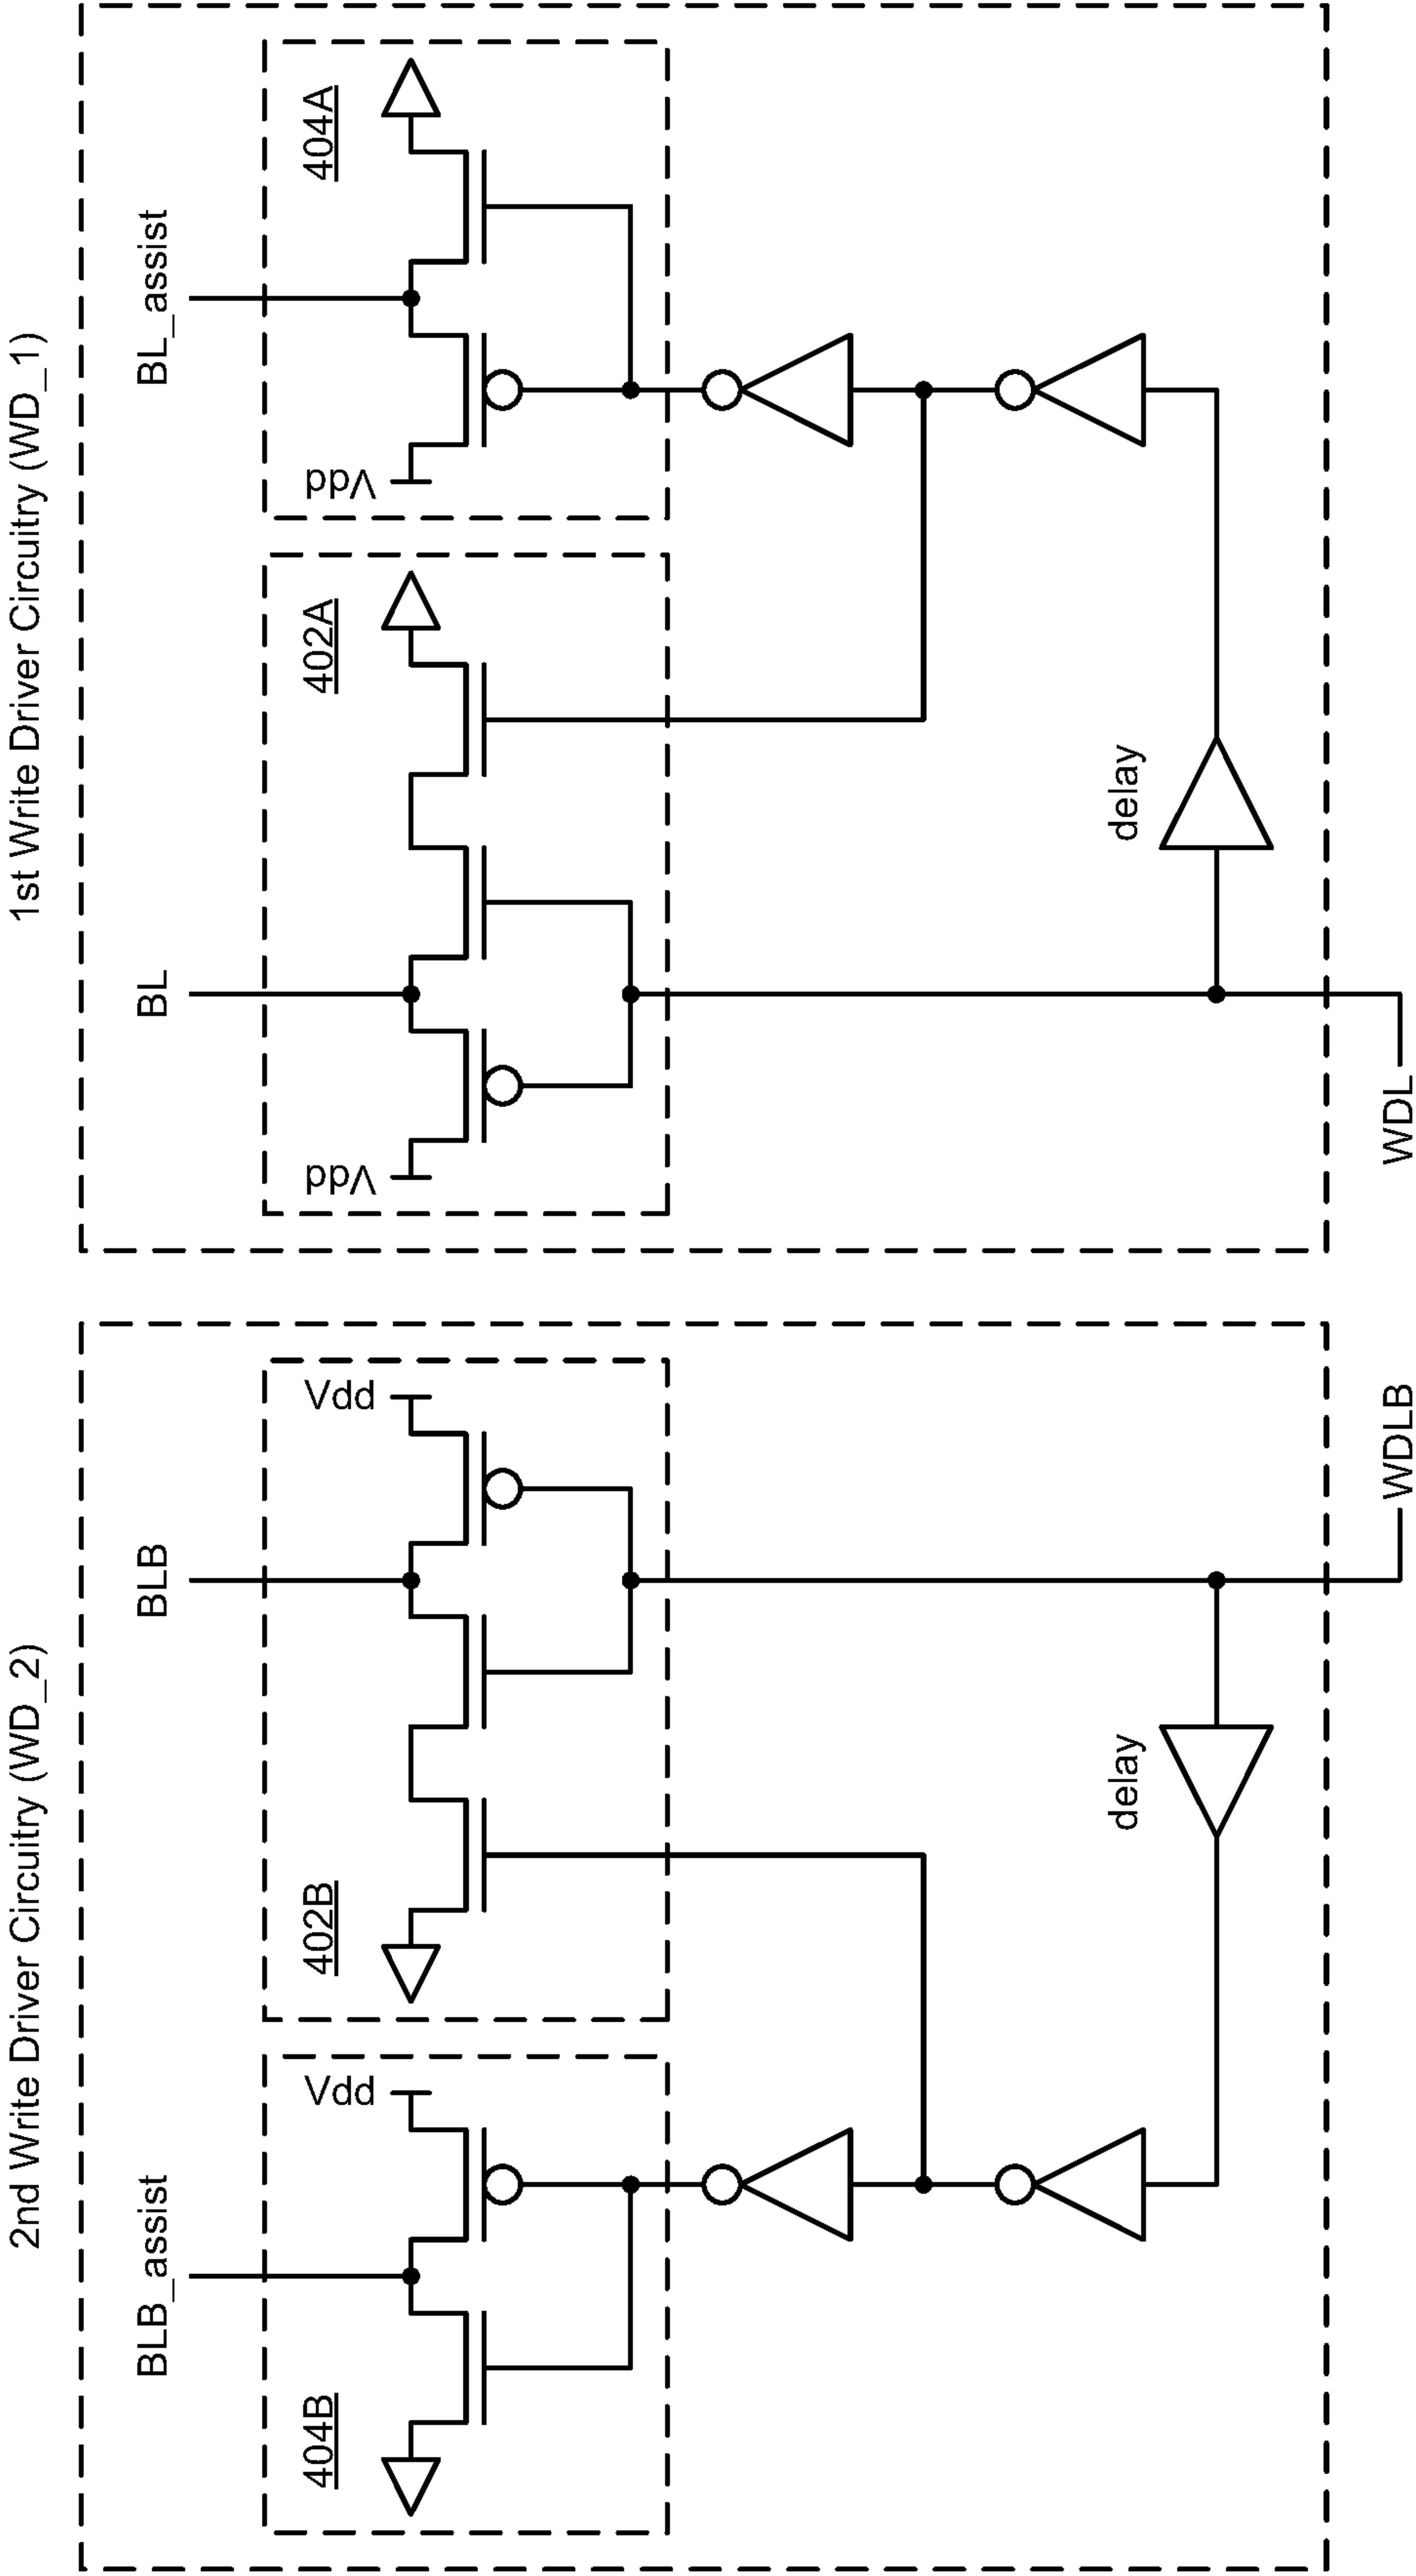 2nd Write Driver Circuitry (WD_2)
1st Write Driver Circuitry (WD_1)
BLB_assist
BLB
BL
BL_assist
404B
Vdd
402B
Vdd
Vdd
402A
Vdd
404A
delay
delay
WDLB
WDL